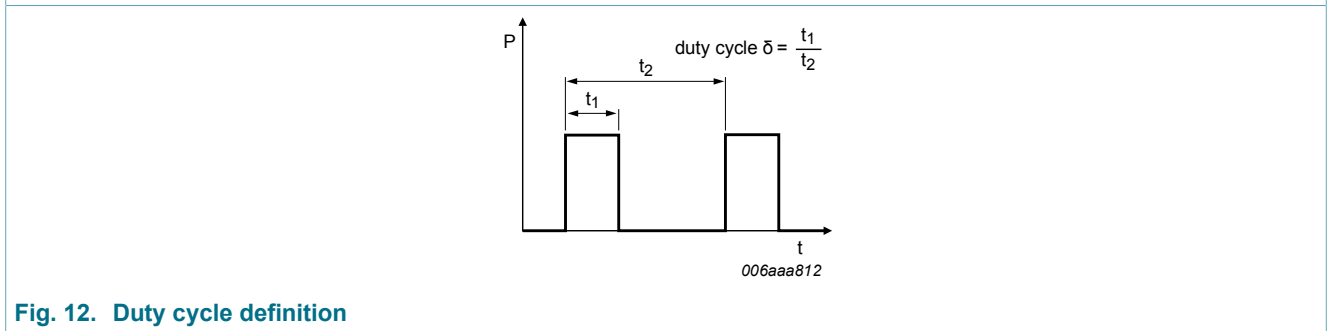 P
duty cycle δ = t1
t2
t2
t1
t
006aaa812
Fig. 12. Duty cycle definition